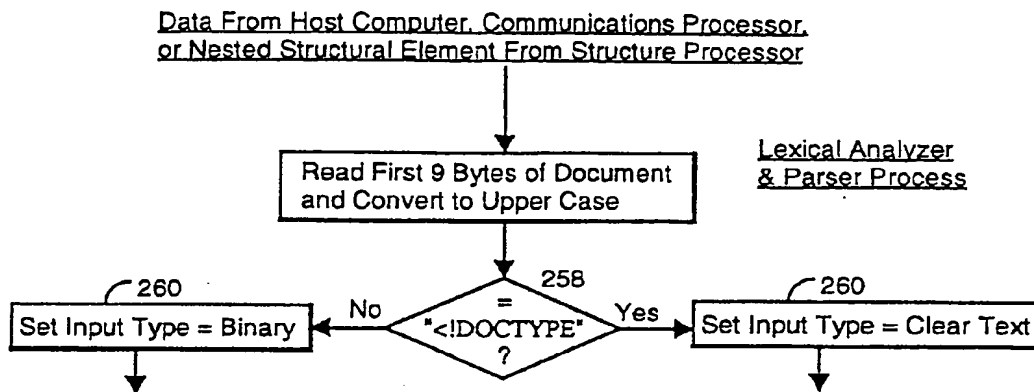 Data From Host Computer, Communications Processor,
or Nested Structural Element From Structure Processor
Read First 9 Bytes of Document
and Convert to Upper Case
Lexical Analyzer
& Parser Process
258
=
"<!DOCTYPE"
?
No
Yes
260
Set Input Type = Binary
260
Set Input Type = Clear Text